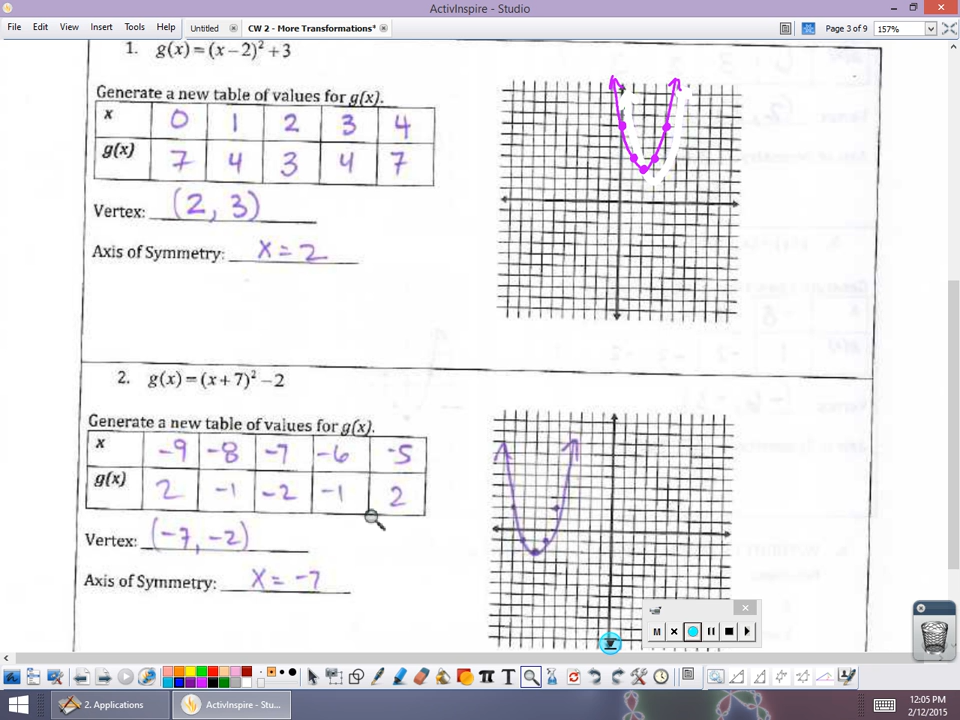 ActivInspire - Studio
File Edit View Insert Tools Help Untitled CW 2 - More Transformations* Page 3 of 9 157%
1. g(x) = (x − 2)² + 3
Generate a new table of values for g(x).
x 0 1 2 3 4
g(x) 7 4 3 4 7
Vertex: (2, 3)
Axis of Symmetry: x = 2
2. g(x) = (x + 7)² − 2
Generate a new table of values for g(x).
x -9 -8 -7 -6 -5
g(x) 2 -1 -2 -1 2
Vertex: (-7, -2)
Axis of Symmetry: x = -7
M
2. Applications ActivInspire - Stu... 12:05 PM
2/12/2015